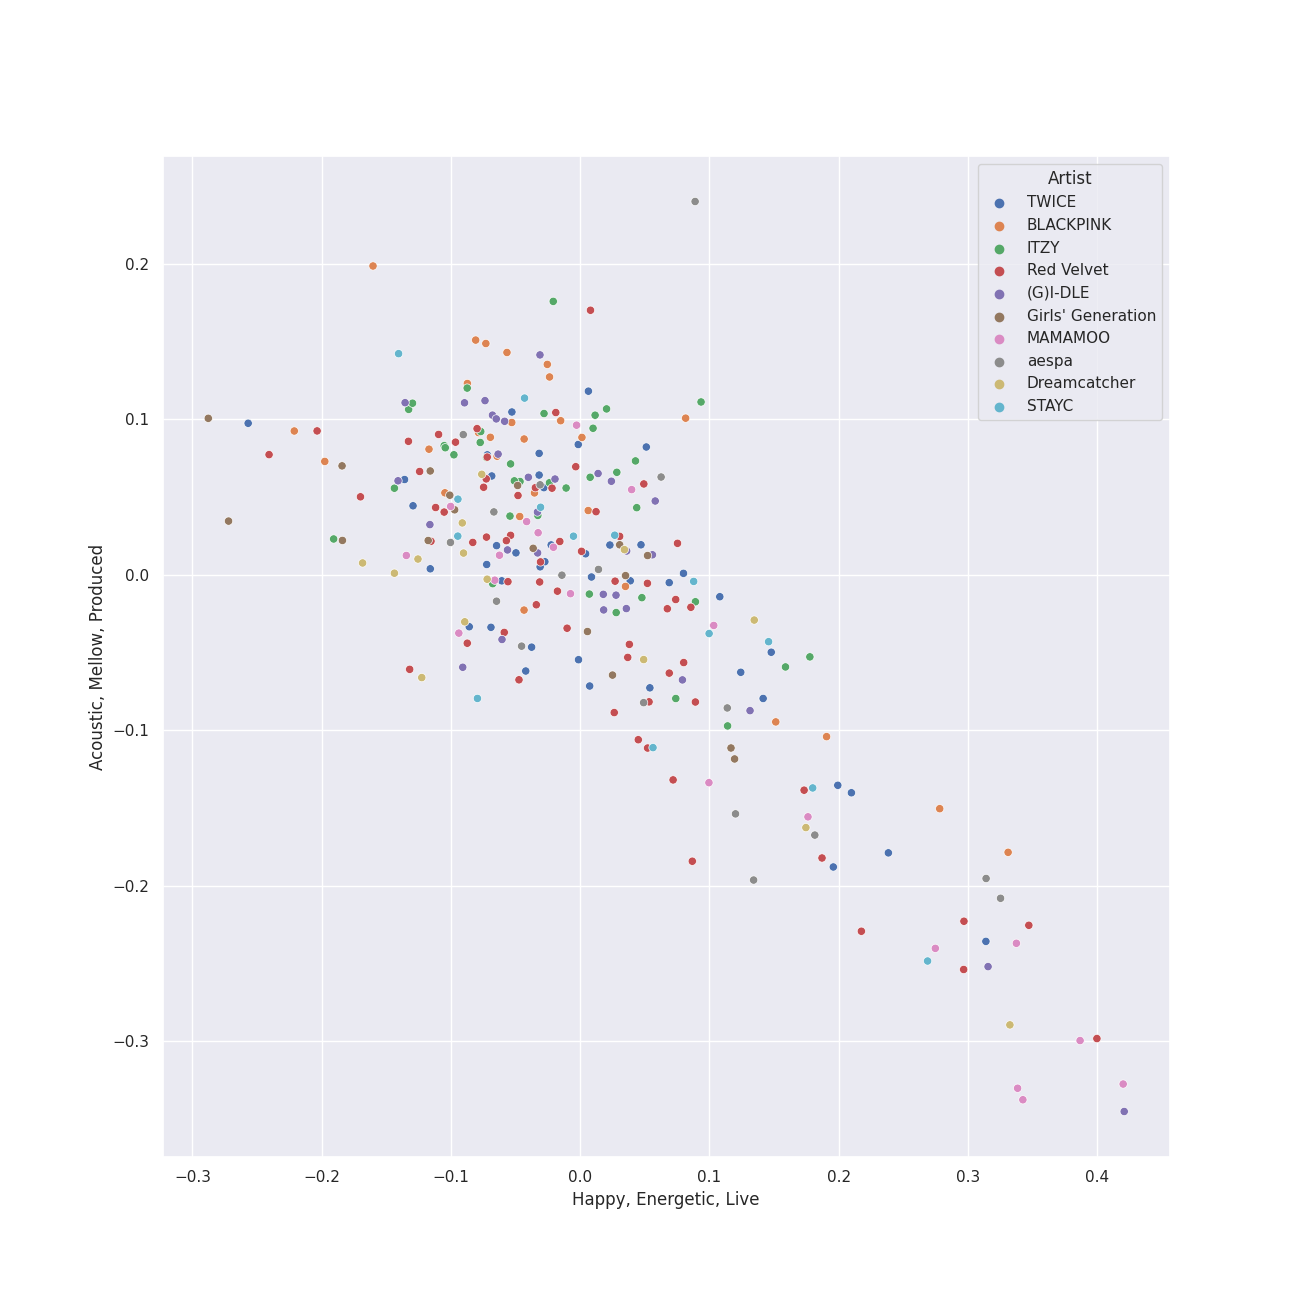 Artist
TWICE
BLACKPINK
ITZY
Red Velvet
(G)I-DLE
Girls' Generation
MAMAMOO
aespa
Dreamcatcher
STAYC
0.2
0.1
0.0
−0.1
−0.2
−0.3
Acoustic, Mellow, Produced
−0.3 −0.2 −0.1 0.0 0.1 0.2 0.3 0.4
Happy, Energetic, Live